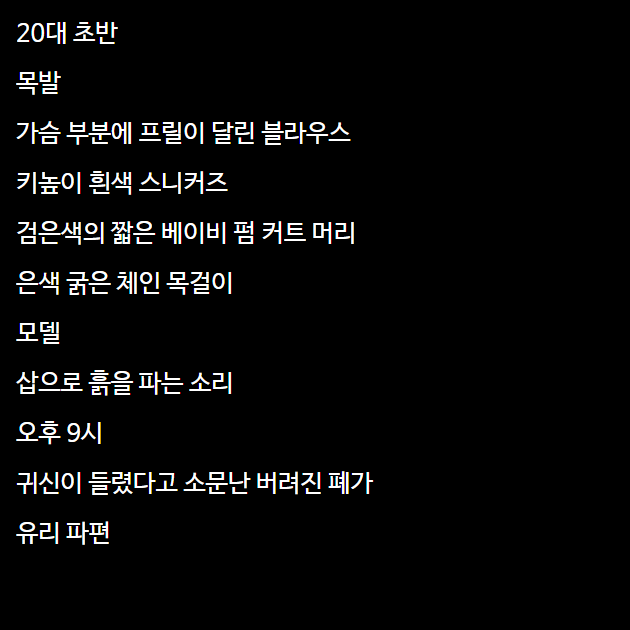 20대 초반
목발
가슴 부분에 프릴이 달린 블라우스
키높이 흰색 스니커즈
검은색의 짧은 베이비 펌 커트 머리
은색 굵은 체인 목걸이
모델
삽으로 흙을 파는 소리
오후 9시
귀신이 들렸다고 소문난 버려진 폐가
유리 파편